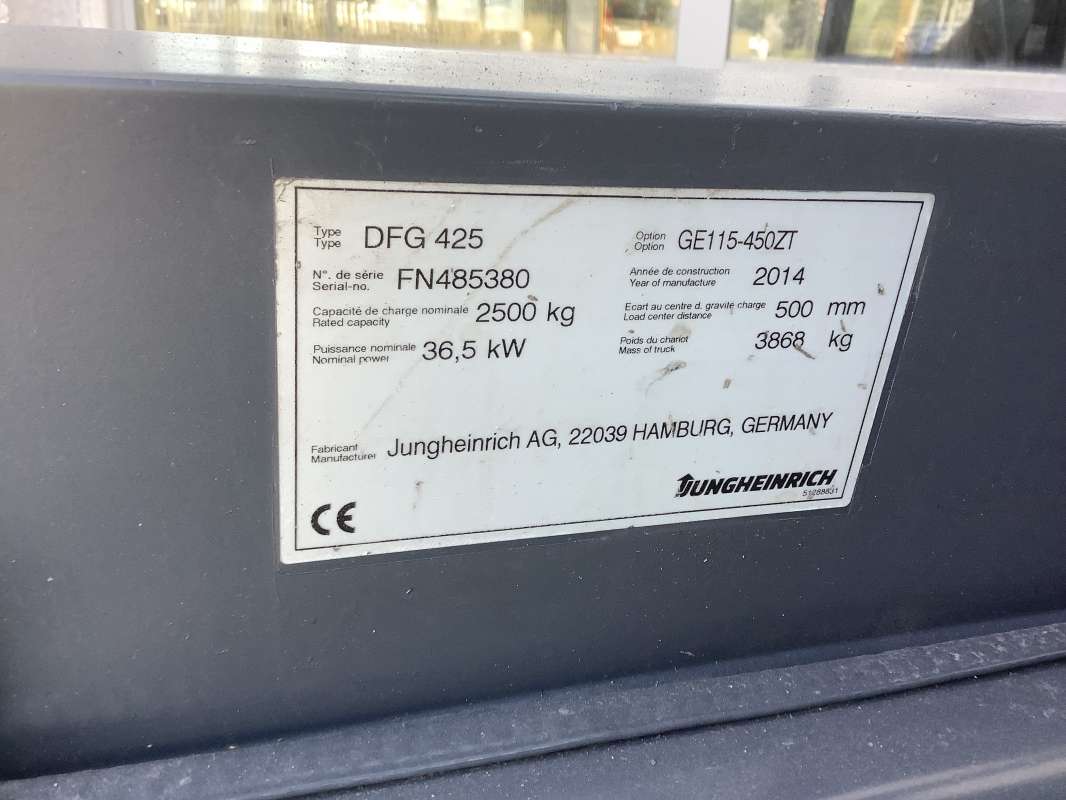 Type
Type DFG 425
Option
Option GE115-450ZT
N°. de série
Serial-no. FN485380
Année de construction
Year of manufacture 2014
Capacité de charge nominale
Rated capacity 2500 kg
Ecart au centre d. gravité charge
Load center distance 500 mm
Puissance nominale
Nominal power 36,5 kW
Poids du chariot
Mass of truck 3868 kg
Fabricant
Manufacturer Jungheinrich AG, 22039 HAMBURG, GERMANY
JUNGHEINRICH
CE